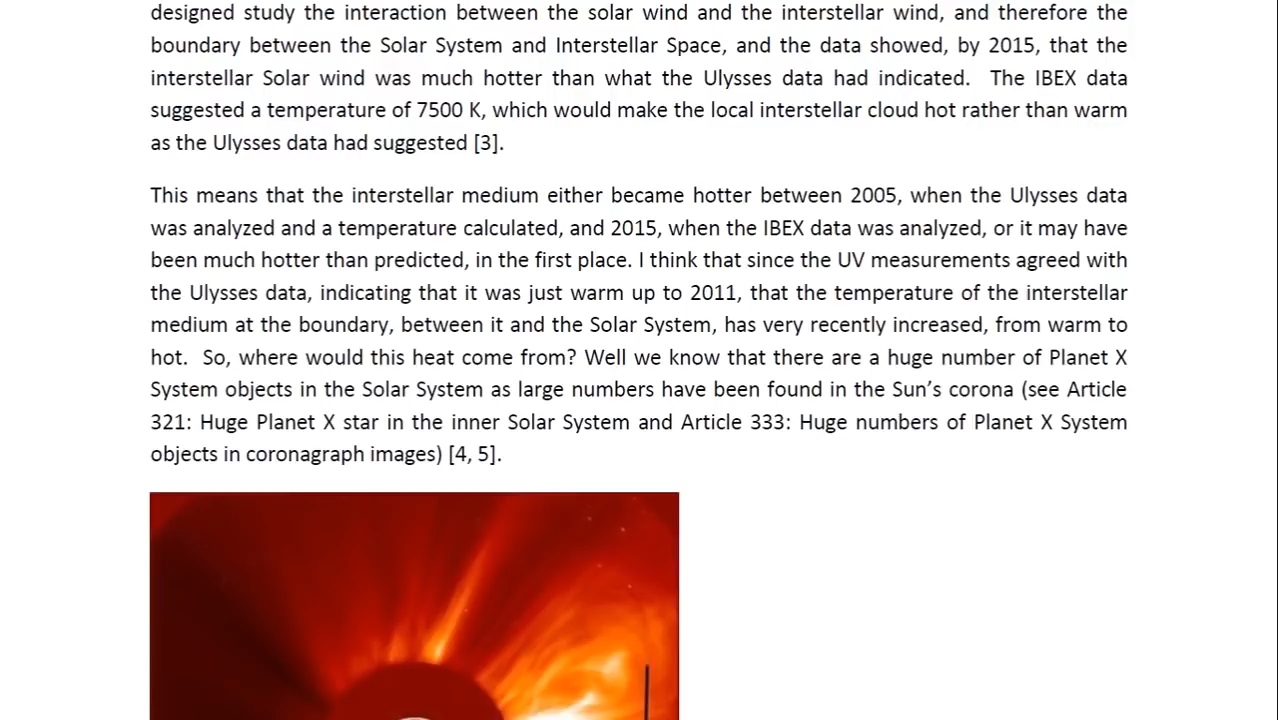 designed study the interaction between the solar wind and the interstellar wind, and therefore the
boundary between the Solar System and Interstellar Space, and the data showed, by 2015, that the
interstellar Solar wind was much hotter than what the Ulysses data had indicated. The IBEX data
suggested a temperature of 7500 K, which would make the local interstellar cloud hot rather than warm
as the Ulysses data had suggested [3].
This means that the interstellar medium either became hotter between 2005, when the Ulysses data
was analyzed and a temperature calculated, and 2015, when the IBEX data was analyzed, or it may have
been much hotter than predicted, in the first place. I think that since the UV measurements agreed with
the Ulysses data, indicating that it was just warm up to 2011, that the temperature of the interstellar
medium at the boundary, between it and the Solar System, has very recently increased, from warm to
hot. So, where would this heat come from? Well we know that there are a huge number of Planet X
System objects in the Solar System as large numbers have been found in the Sun's corona (see Article
321: Huge Planet X star in the inner Solar System and Article 333: Huge numbers of Planet X System
objects in coronagraph images) [4, 5].